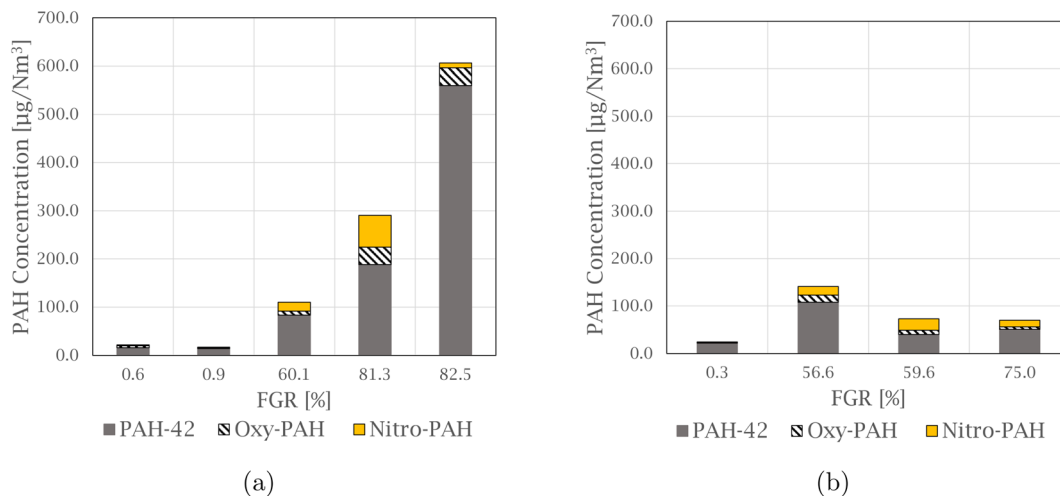 700.0
600.0
500.0
400.0
300.0
200.0
100.0
0.0
PAH Concentration [µg/Nm³]
0.6 0.9 60.1 81.3 82.5
FGR [%]
PAH-42 Oxy-PAH Nitro-PAH
(a)
700.0
600.0
500.0
400.0
300.0
200.0
100.0
0.0
PAH Concentration [µg/Nm³]
0.3 56.6 59.6 75.0
FGR [%]
PAH-42 Oxy-PAH Nitro-PAH
(b)